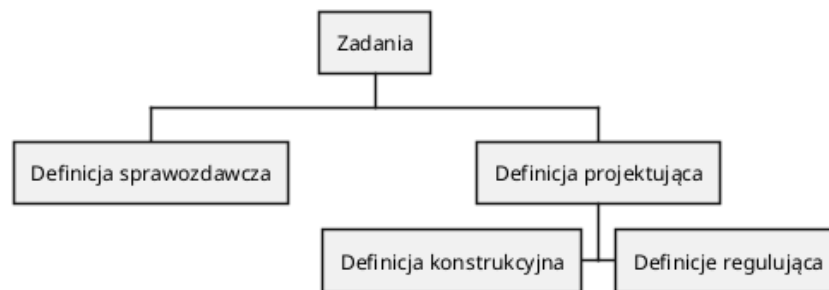 Zadania
Definicja sprawozdawcza
Definicja projektująca
Definicja konstrukcyjna
Definicje regulująca